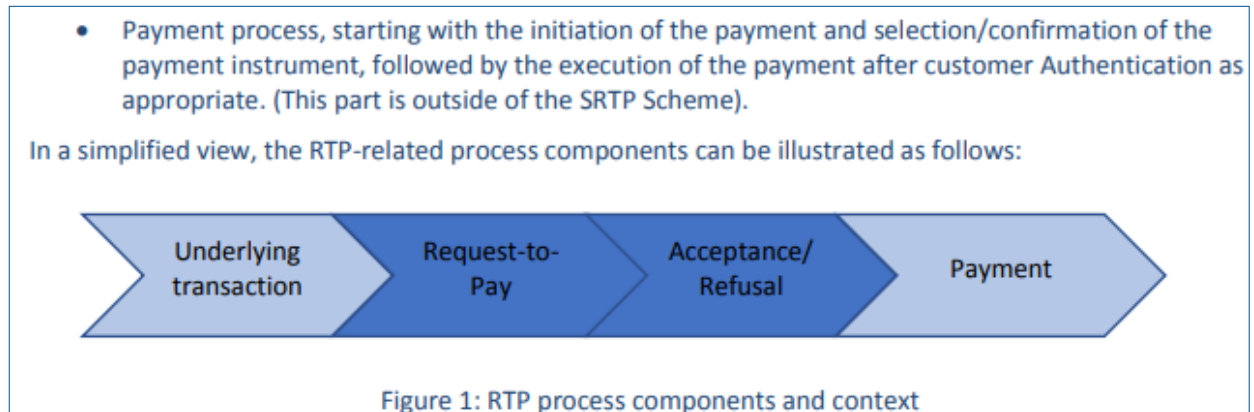 • Payment process, starting with the initiation of the payment and selection/confirmation of the
payment instrument, followed by the execution of the payment after customer Authentication as
appropriate. (This part is outside of the SRTP Scheme).
In a simplified view, the RTP-related process components can be illustrated as follows:
Underlying
transaction
Request-to-
Pay
Acceptance/
Refusal
Payment
Figure 1: RTP process components and context